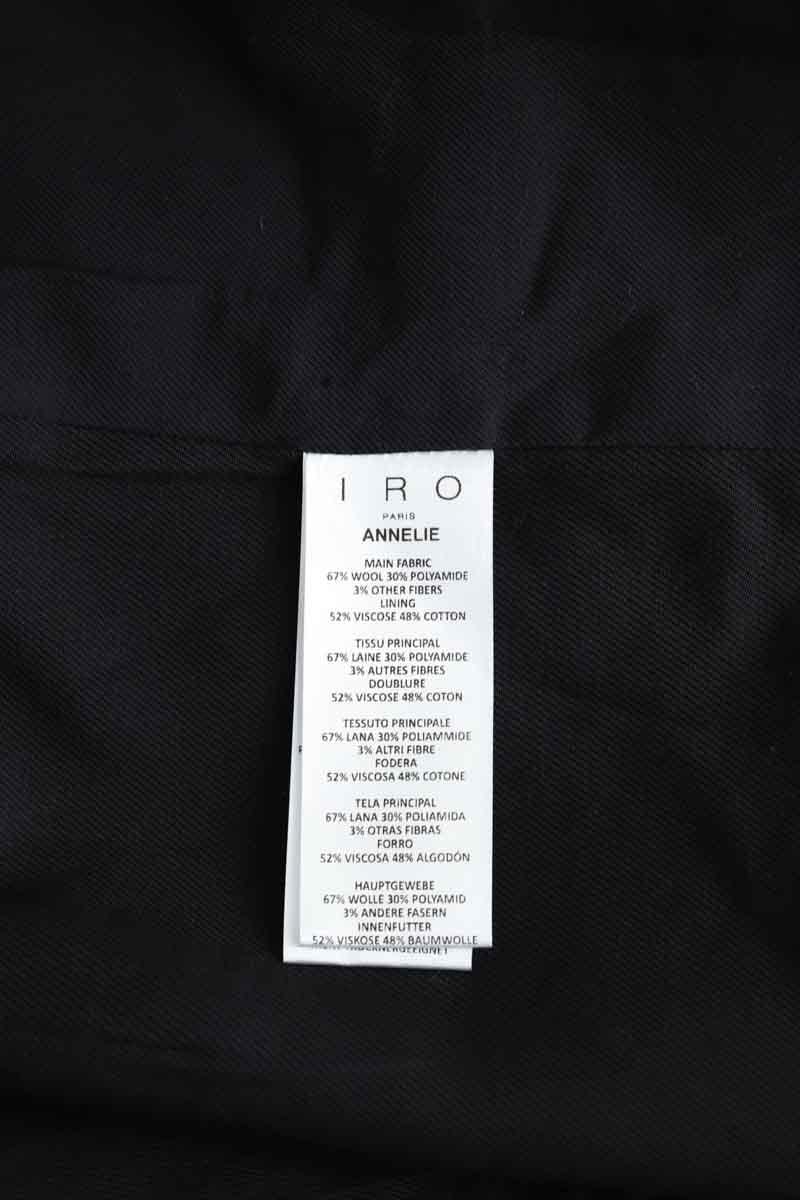 I R O
PARIS
ANNELIE
MAIN FABRIC
67% WOOL 30% POLYAMIDE
3% OTHER FIBERS
LINING
52% VISCOSE 48% COTTON
TISSU PRINCIPAL
67% LAINE 30% POLYAMIDE
3% AUTRES FIBRES
DOUBLURE
52% VISCOSE 48% COTON
TESSUTO PRINCIPALE
67% LANA 30% POLIAMMIDE
3% ALTRI FIBRE
FODERA
52% VISCOSA 48% COTONE
TELA PRINCIPAL
67% LANA 30% POLIAMIDA
3% OTRAS FIBRAS
FORRO
52% VISCOSA 48% ALGODÓN
HAUPTGEWEBE
67% WOLLE 30% POLYAMID
3% ANDERE FASERN
INNENFUTTER
52% VISKOSE 48% BAUMWOLLE